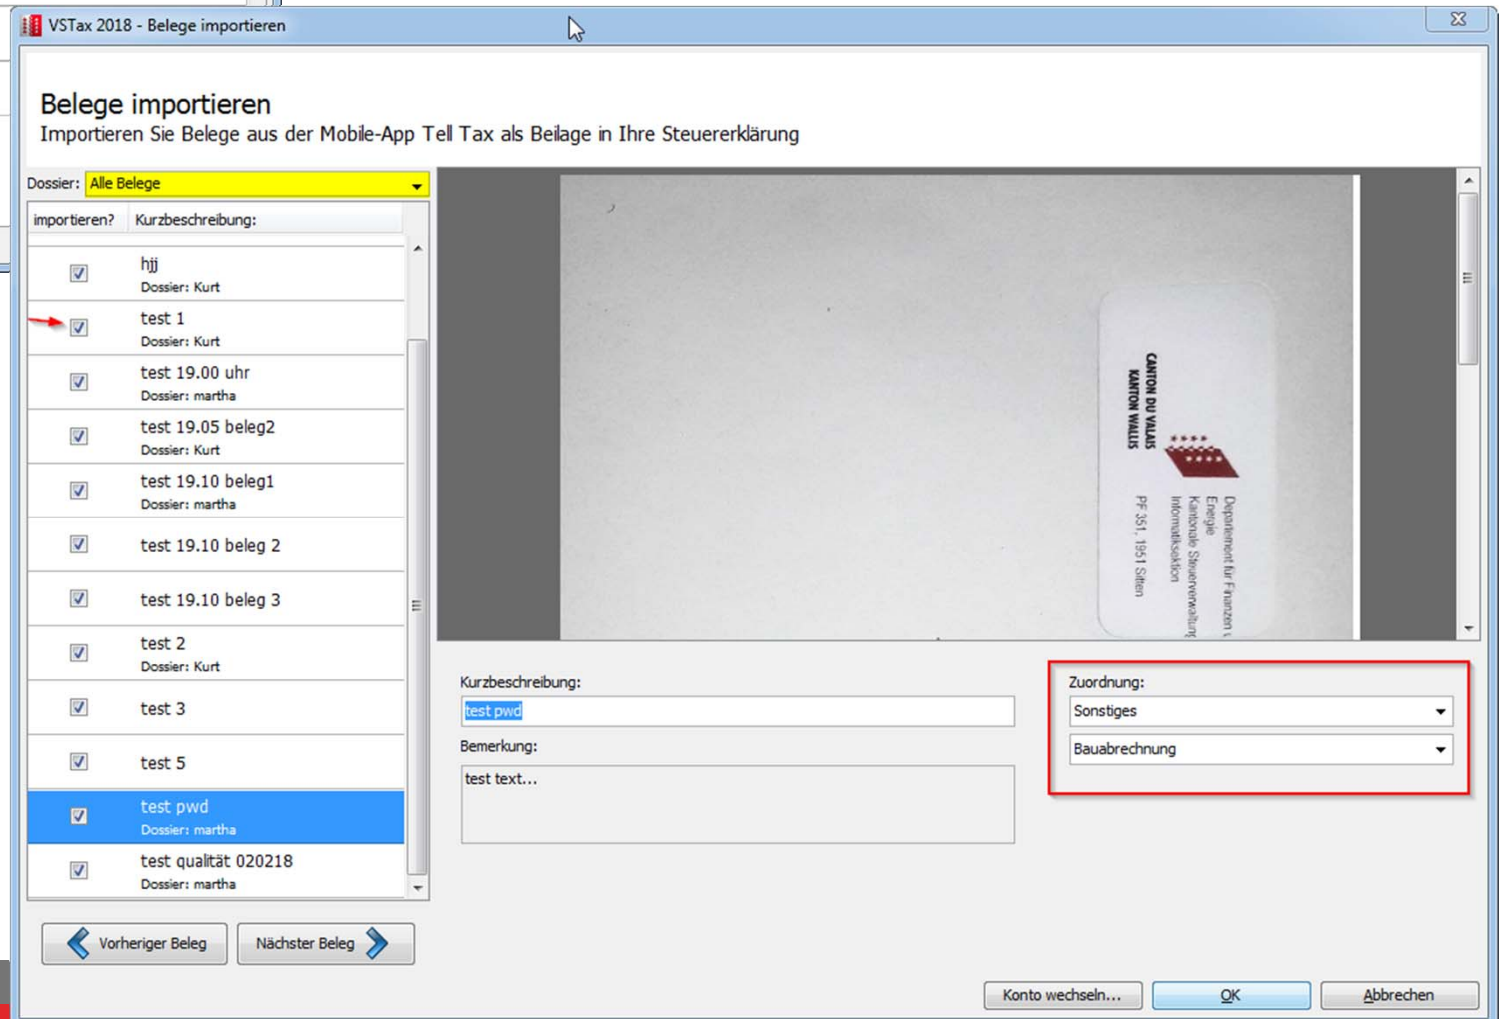 VSTax 2018 - Belege importieren
Belege importieren
Importieren Sie Belege aus der Mobile-App Tell Tax als Beilage in Ihre Steuererklärung
Dossier: Alle Belege
importieren? Kurzbeschreibung:
hjj
Dossier: Kurt
test 1
Dossier: Kurt
test 19.00 uhr
Dossier: martha
test 19.05 beleg2
Dossier: Kurt
test 19.10 beleg1
Dossier: martha
test 19.10 beleg 2
test 19.10 beleg 3
test 2
Dossier: Kurt
test 3
test 5
test pwd
Dossier: martha
test qualität 020218
Dossier: martha
Vorheriger Beleg
Nächster Beleg
CANTON DU VALAIS
KANTON WALLIS
Departement für Finanzen u
Energie
Kantonale Steuerverwaltung
Informatiksektion
PF 351, 1951 Sitten
Kurzbeschreibung:
test pwd
Bemerkung:
test text...
Zuordnung:
Sonstiges
Bauabrechnung
Konto wechseln...
OK
Abbrechen